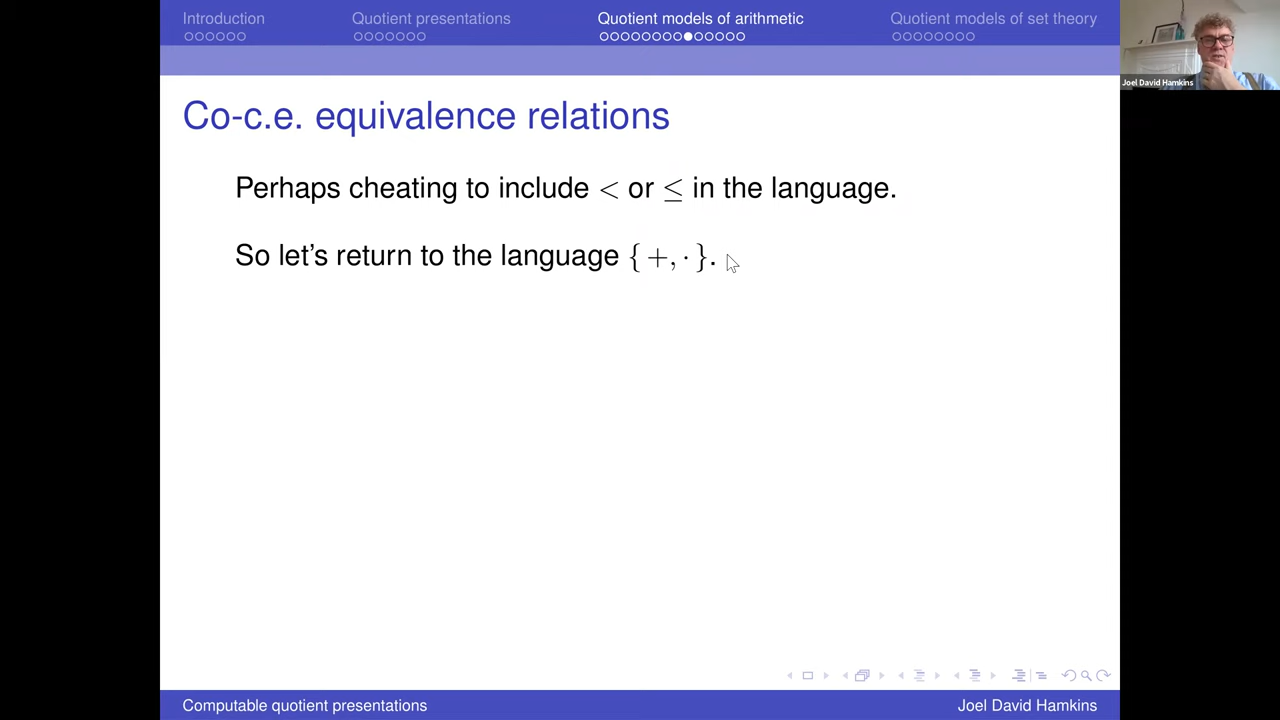 Introduction
Quotient presentations
Quotient models of arithmetic
Quotient models of set theory
Joel David Hamkins
Co-c.e. equivalence relations
Perhaps cheating to include < or ≤ in the language.
So let's return to the language { +, · }.
Computable quotient presentations
Joel David Hamkins